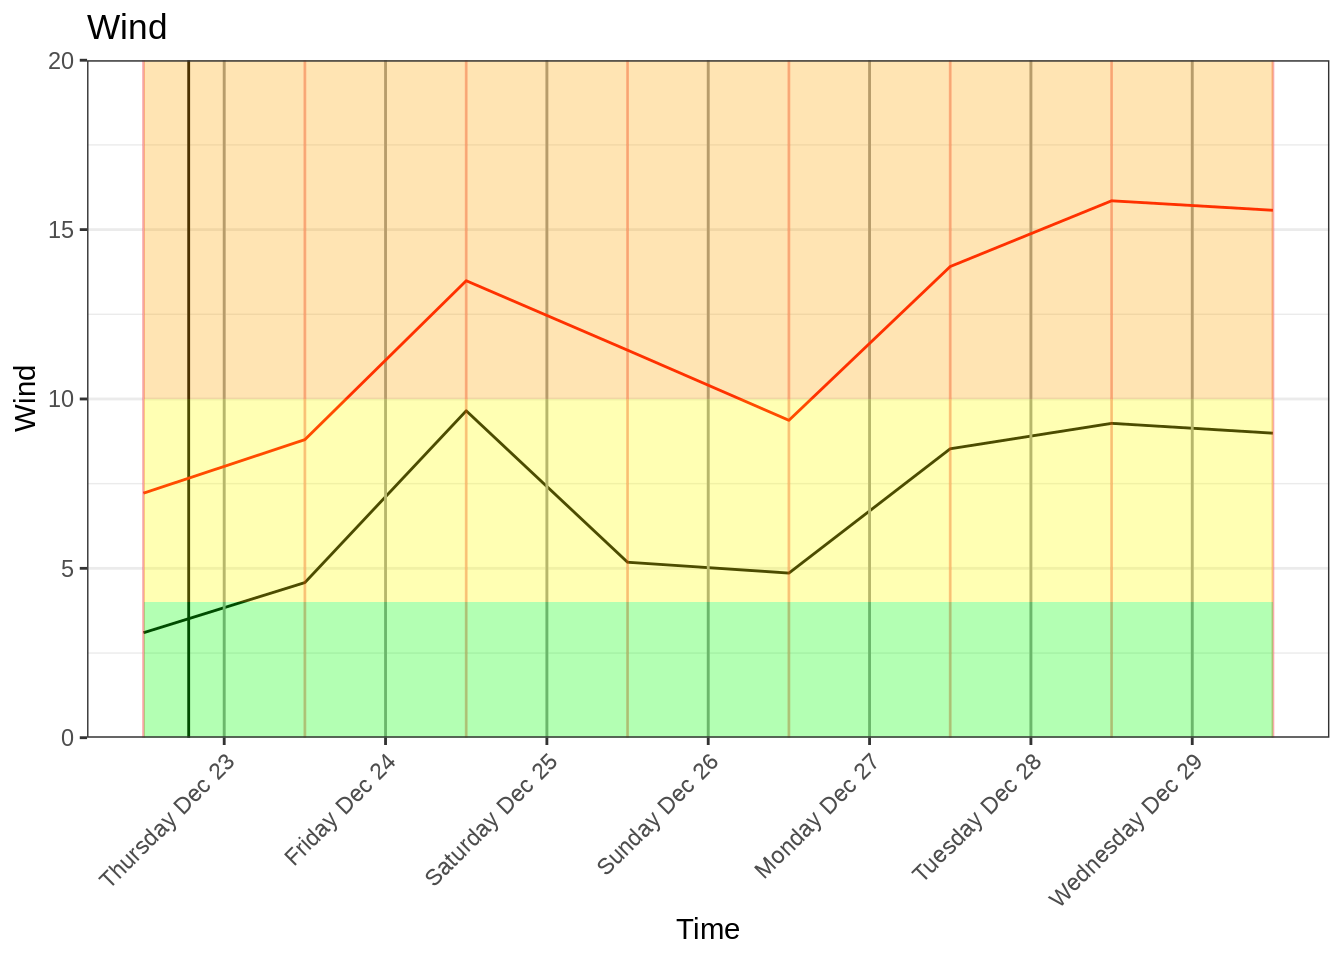 Wind
20
15
10
5
0
Wind
Thursday Dec 23
Friday Dec 24
Saturday Dec 25
Sunday Dec 26
Monday Dec 27
Tuesday Dec 28
Wednesday Dec 29
Time